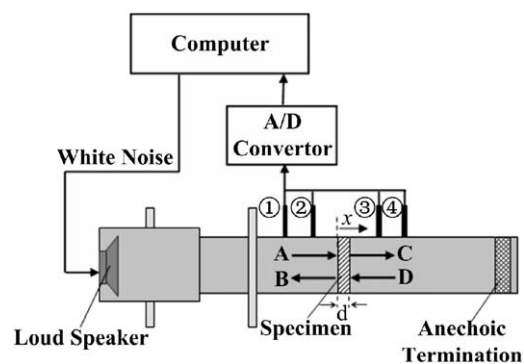 Computer
A/D
Convertor
White Noise
① ② ③ ④
x
A C
B D
d
Loud Speaker
Specimen
Anechoic
Termination